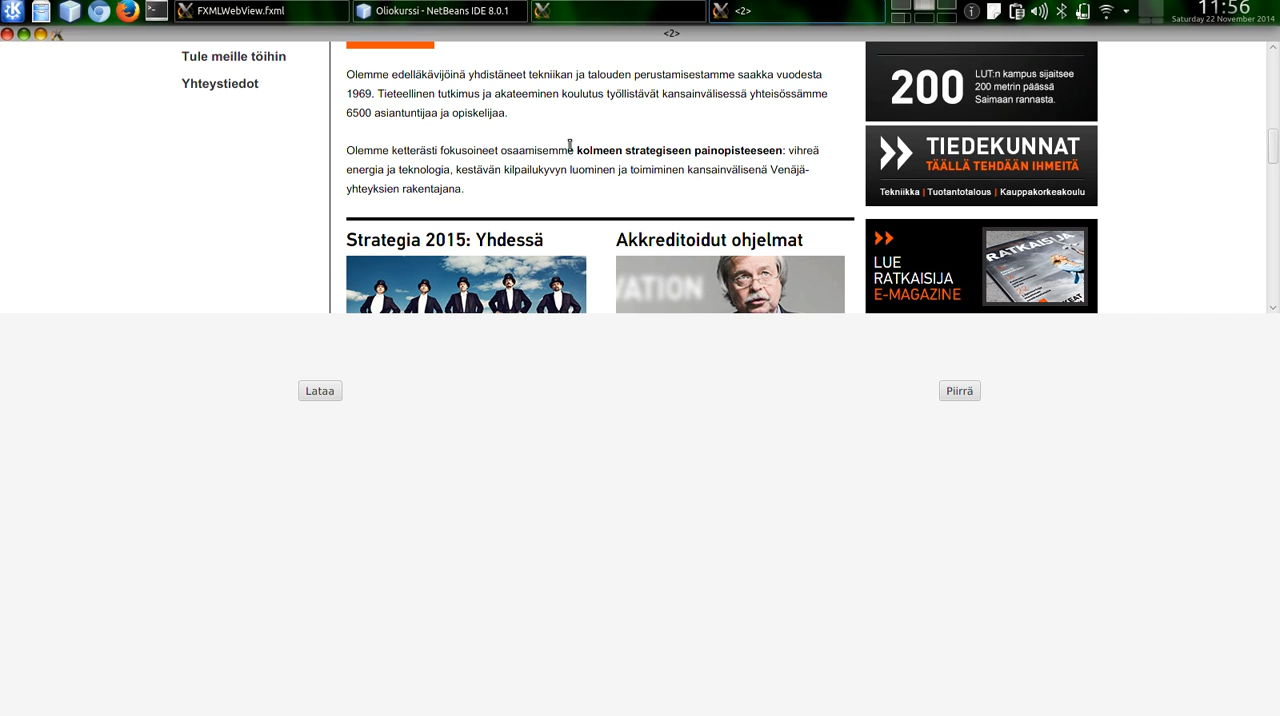 FXMLWebView.fxml
Oliokurssi - NetBeans IDE 8.0.1
<2>
11:56
Saturday 22 November 2014
<2>
Tule meille töihin
Yhteystiedot
Olemme edelläkävijöinä yhdistäneet tekniikan ja talouden perustamisestamme saakka vuodesta
1969. Tieteellinen tutkimus ja akateeminen koulutus työllistävät kansainvälisessä yhteisössämme
6500 asiantuntijaa ja opiskelijaa.
Olemme ketterästi fokusoineet osaamisemme kolmeen strategiseen painopisteeseen: vihreä
energia ja teknologia, kestävän kilpailukyvyn luominen ja toimiminen kansainvälisenä Venäjä-
yhteyksien rakentajana.
Strategia 2015: Yhdessä
Akkreditoidut ohjelmat
VATION
200
LUT:n kampus sijaitsee
200 metrin päässä
Saimaan rannasta.
TIEDEKUNNAT
TÄÄLLÄ TEHDÄÄN IHMEITÄ
Tekniikka | Tuotantotalous | Kauppakorkeakoulu
LUE
RATKAISIJA
E-MAGAZINE
RATKAISIJA
Lataa
Piirrä